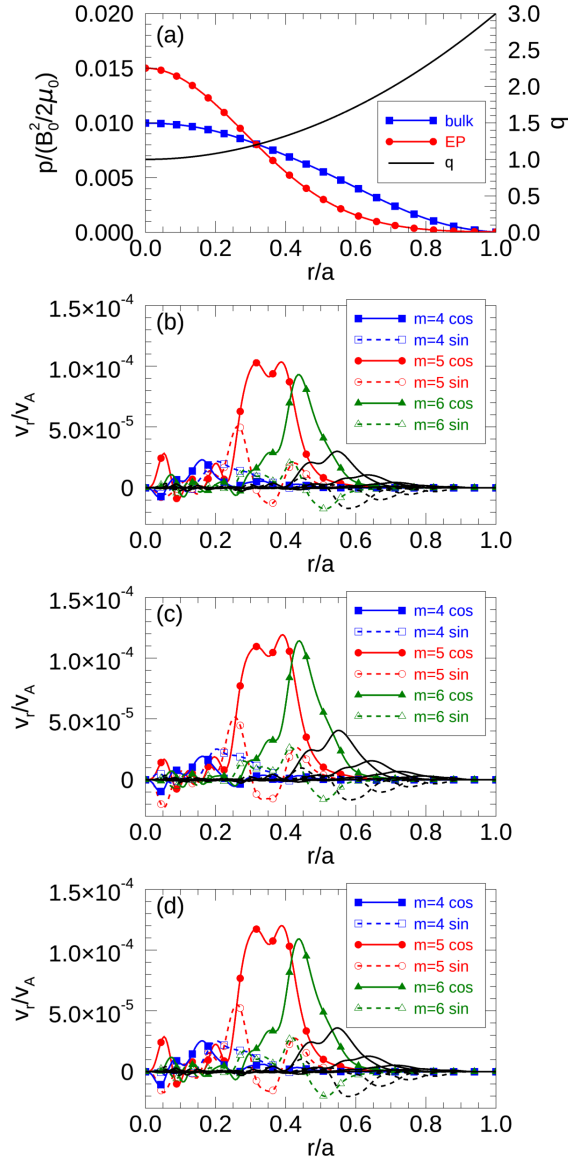 (a)
p/(B₀²/2μ₀)
0.020
0.015
0.010
0.005
0.000
3.0
2.5
2.0
1.5
1.0
0.5
0.0
q
bulk
EP
q
0.0 0.2 0.4 0.6 0.8 1.0
r/a
(b)
vᵣ/v_A
1.5×10⁻⁴
1.0×10⁻⁴
5.0×10⁻⁵
0
m=4 cos
m=4 sin
m=5 cos
m=5 sin
m=6 cos
m=6 sin
0.0 0.2 0.4 0.6 0.8 1.0
r/a
(c)
vᵣ/v_A
1.5×10⁻⁴
1.0×10⁻⁴
5.0×10⁻⁵
0
m=4 cos
m=4 sin
m=5 cos
m=5 sin
m=6 cos
m=6 sin
0.0 0.2 0.4 0.6 0.8 1.0
r/a
(d)
vᵣ/v_A
1.5×10⁻⁴
1.0×10⁻⁴
5.0×10⁻⁵
0
m=4 cos
m=4 sin
m=5 cos
m=5 sin
m=6 cos
m=6 sin
0.0 0.2 0.4 0.6 0.8 1.0
r/a